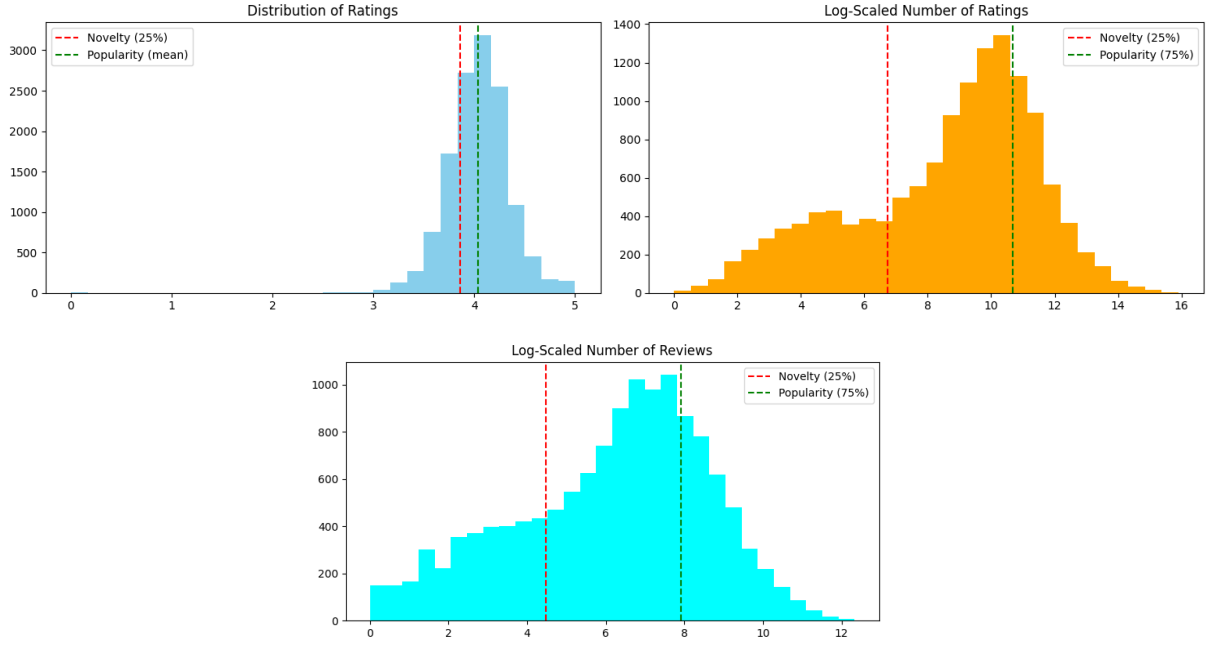 Distribution of Ratings
Novelty (25%)
Popularity (mean)
3000
2500
2000
1500
1000
500
0
0 1 2 3 4 5
Log-Scaled Number of Ratings
Novelty (25%)
Popularity (75%)
1400
1200
1000
800
600
400
200
0
0 2 4 6 8 10 12 14 16
Log-Scaled Number of Reviews
Novelty (25%)
Popularity (75%)
1000
800
600
400
200
0
0 2 4 6 8 10 12